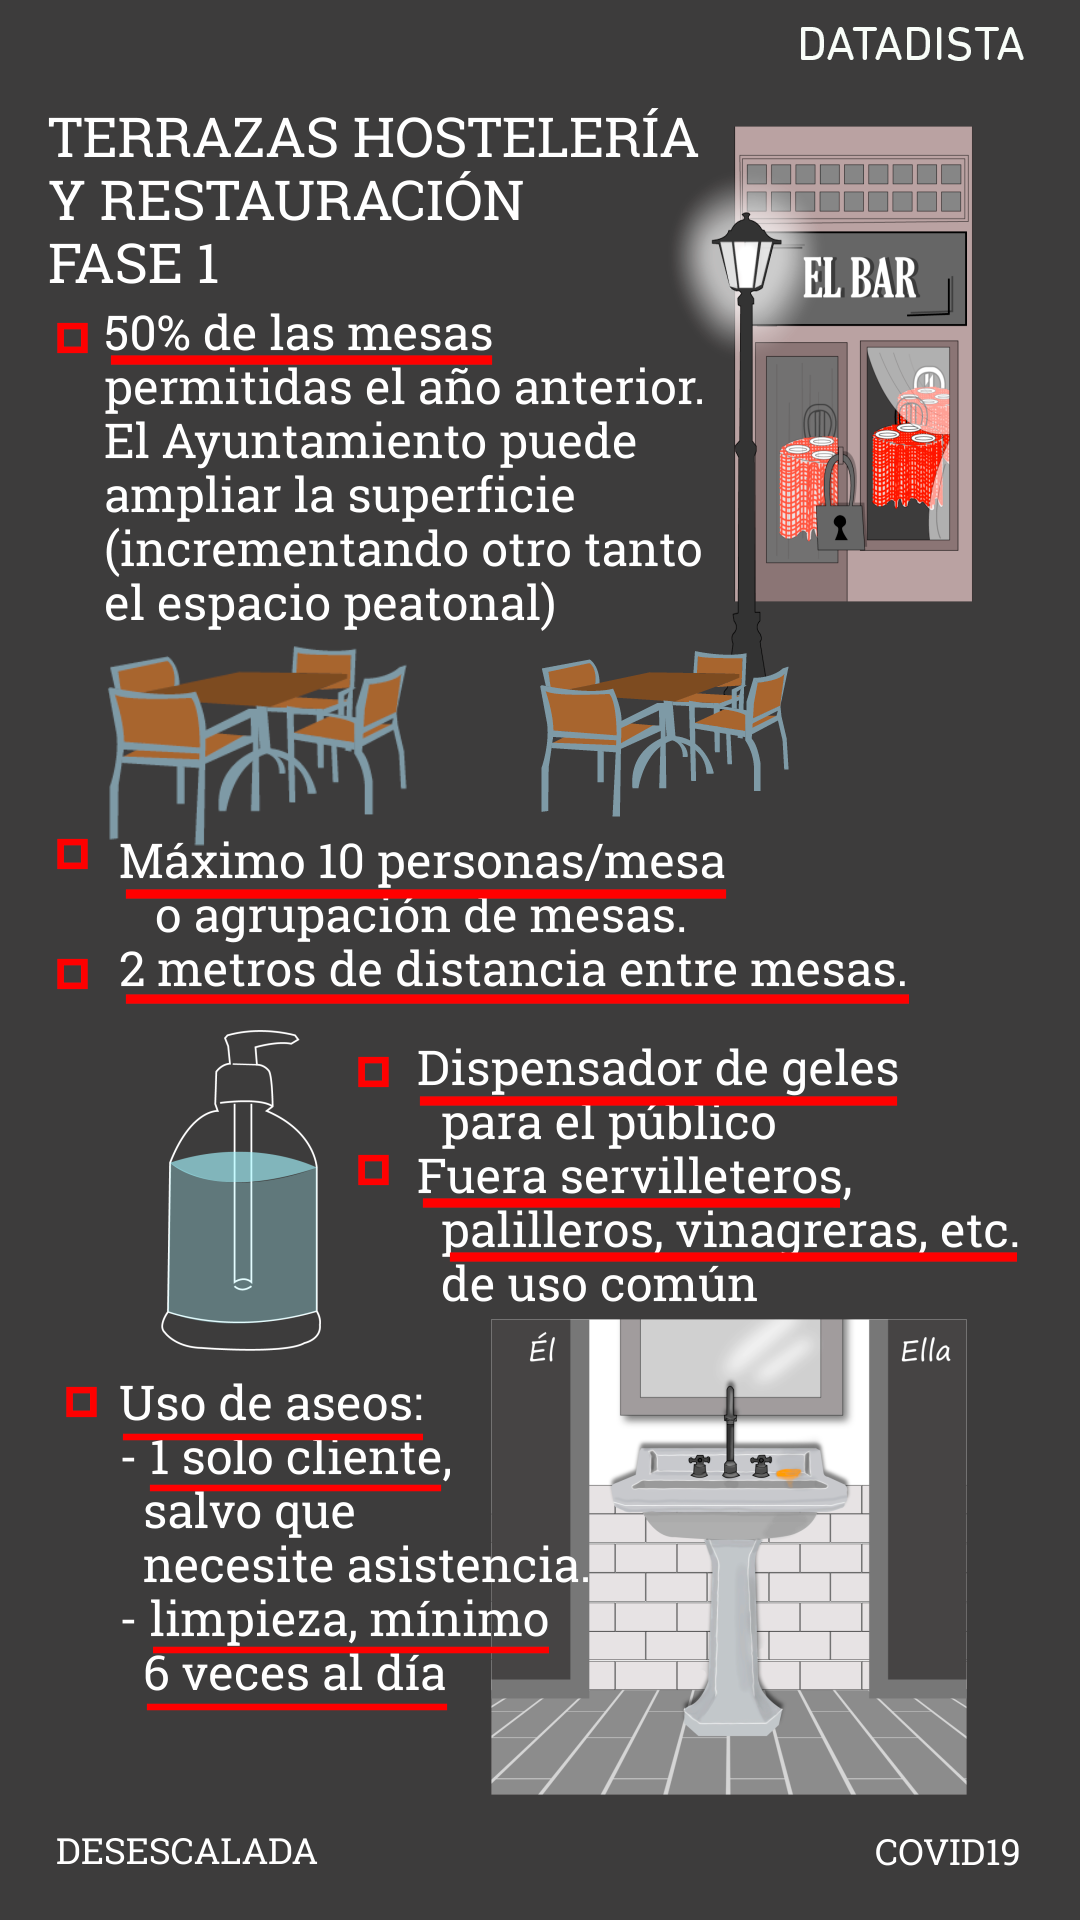 DATADISTA
TERRAZAS HOSTELERÍA
Y RESTAURACIÓN
FASE 1
EL BAR
50% de las mesas
permitidas el año anterior.
El Ayuntamiento puede
ampliar la superficie
(incrementando otro tanto
el espacio peatonal)
Máximo 10 personas/mesa
o agrupación de mesas.
2 metros de distancia entre mesas.
Dispensador de geles
para el público
Fuera servilleteros,
palilleros, vinagreras, etc.
de uso común
Él
Ella
Uso de aseos:
- 1 solo cliente,
salvo que
necesite asistencia.
- limpieza, mínimo
6 veces al día
DESESCALADA
COVID19